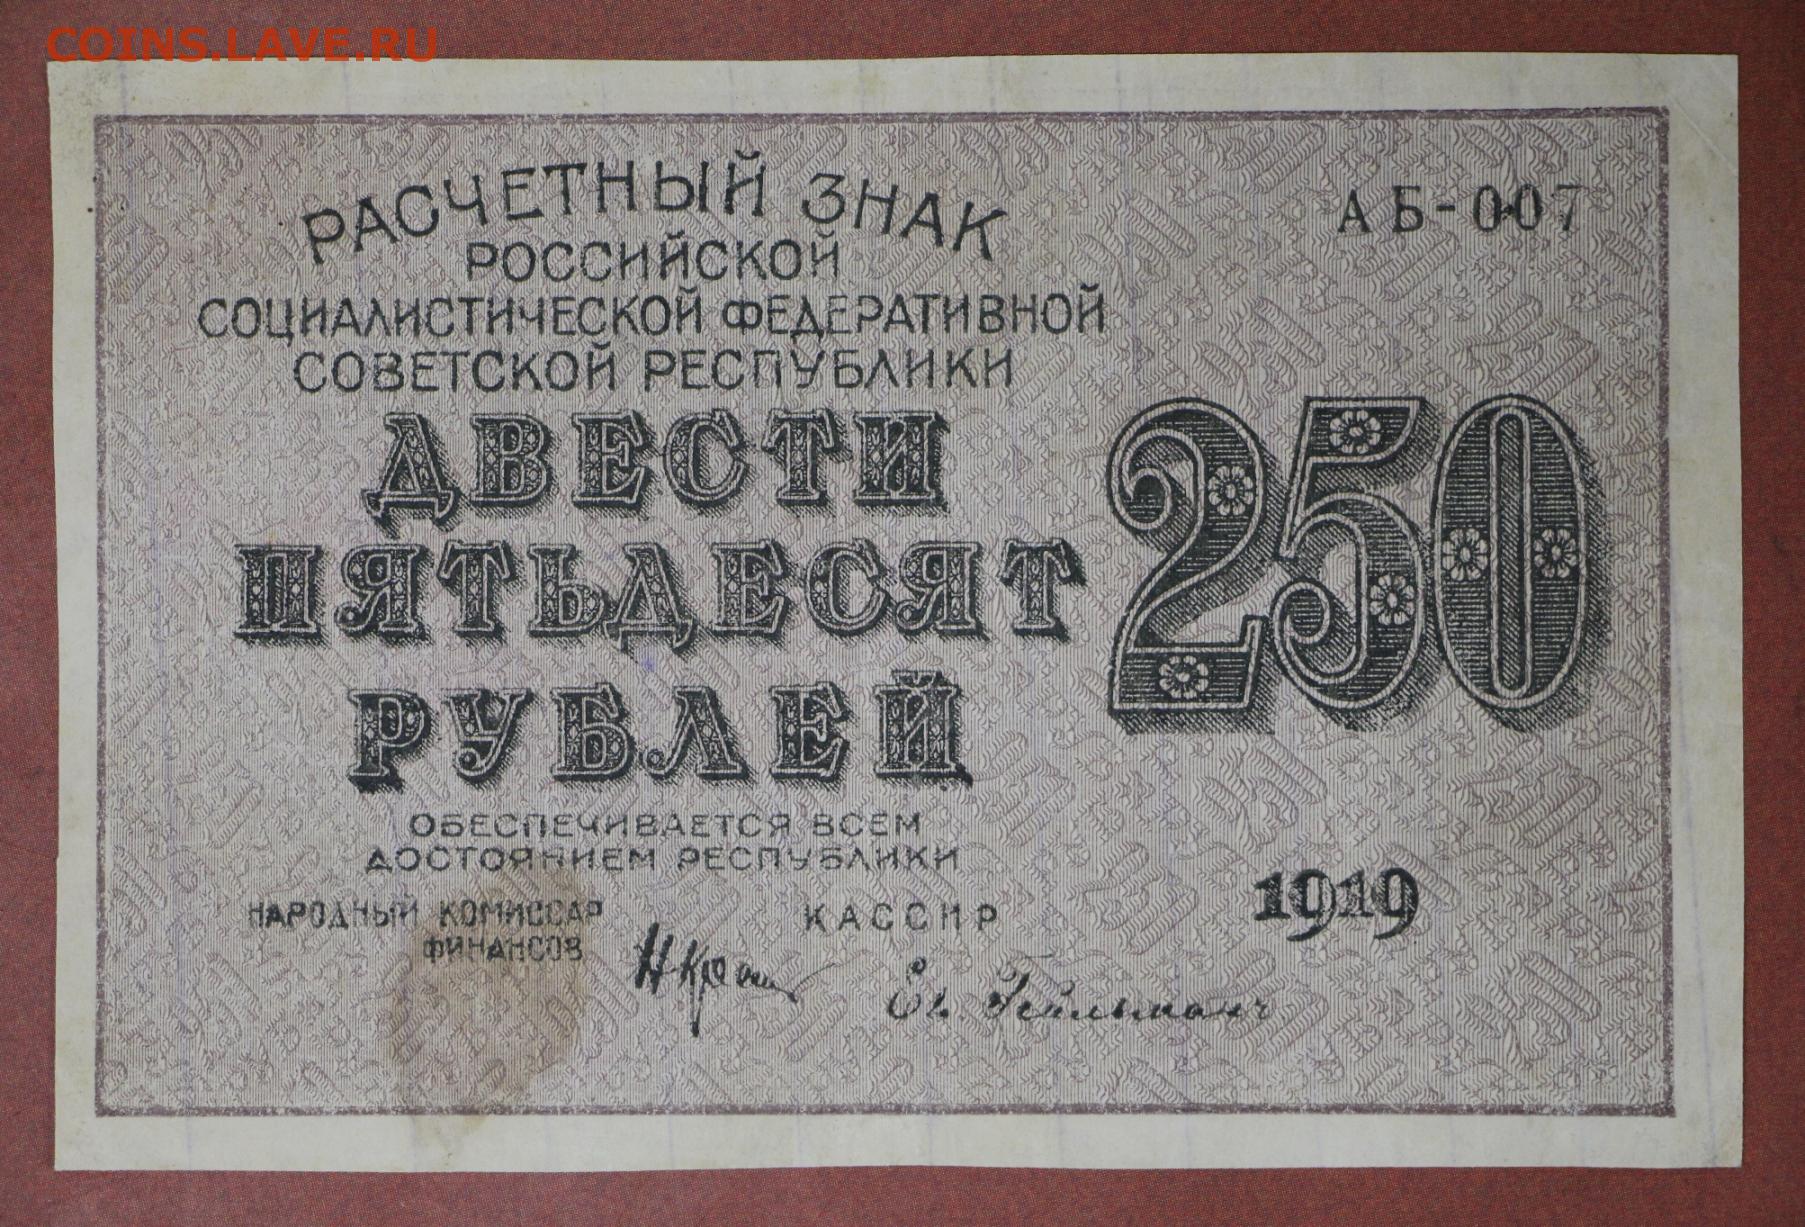 COINS.LAVE.RU
РАСЧЕТНЫЙ ЗНАК
АБ-007
РОССИЙСКОЙ
СОЦИАЛИСТИЧЕСКОЙ ФЕДЕРАТИВНОЙ
СОВЕТСКОЙ РЕСПУБЛИКИ
ДВЕСТИ
ПЯТЬДЕСЯТ
РУБЛЕЙ
250
ОБЕСПЕЧИВАЕТСЯ ВСЕМ
ДОСТОЯНИЕМ РЕСПУБЛИКИ
НАРОДНЫЙ КОМИССАР
ФИНАНСОВ
КАССИР
1919
Гейльман